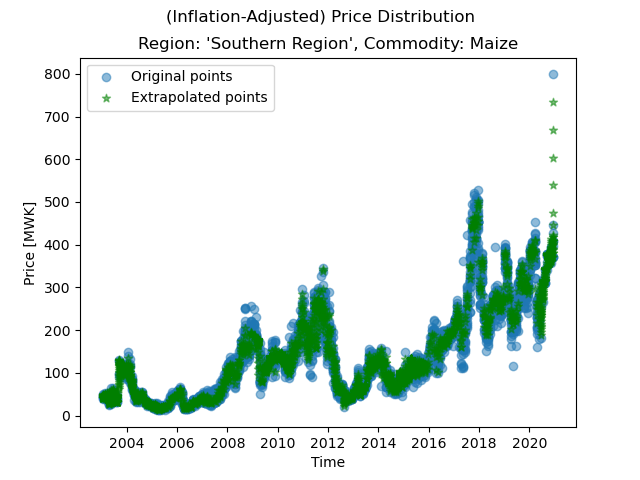 (Inflation-Adjusted) Price Distribution
Region: 'Southern Region', Commodity: Maize
Original points
Extrapolated points
800
700
600
500
400
300
200
100
0
Price [MWK]
2004 2006 2008 2010 2012 2014 2016 2018 2020
Time